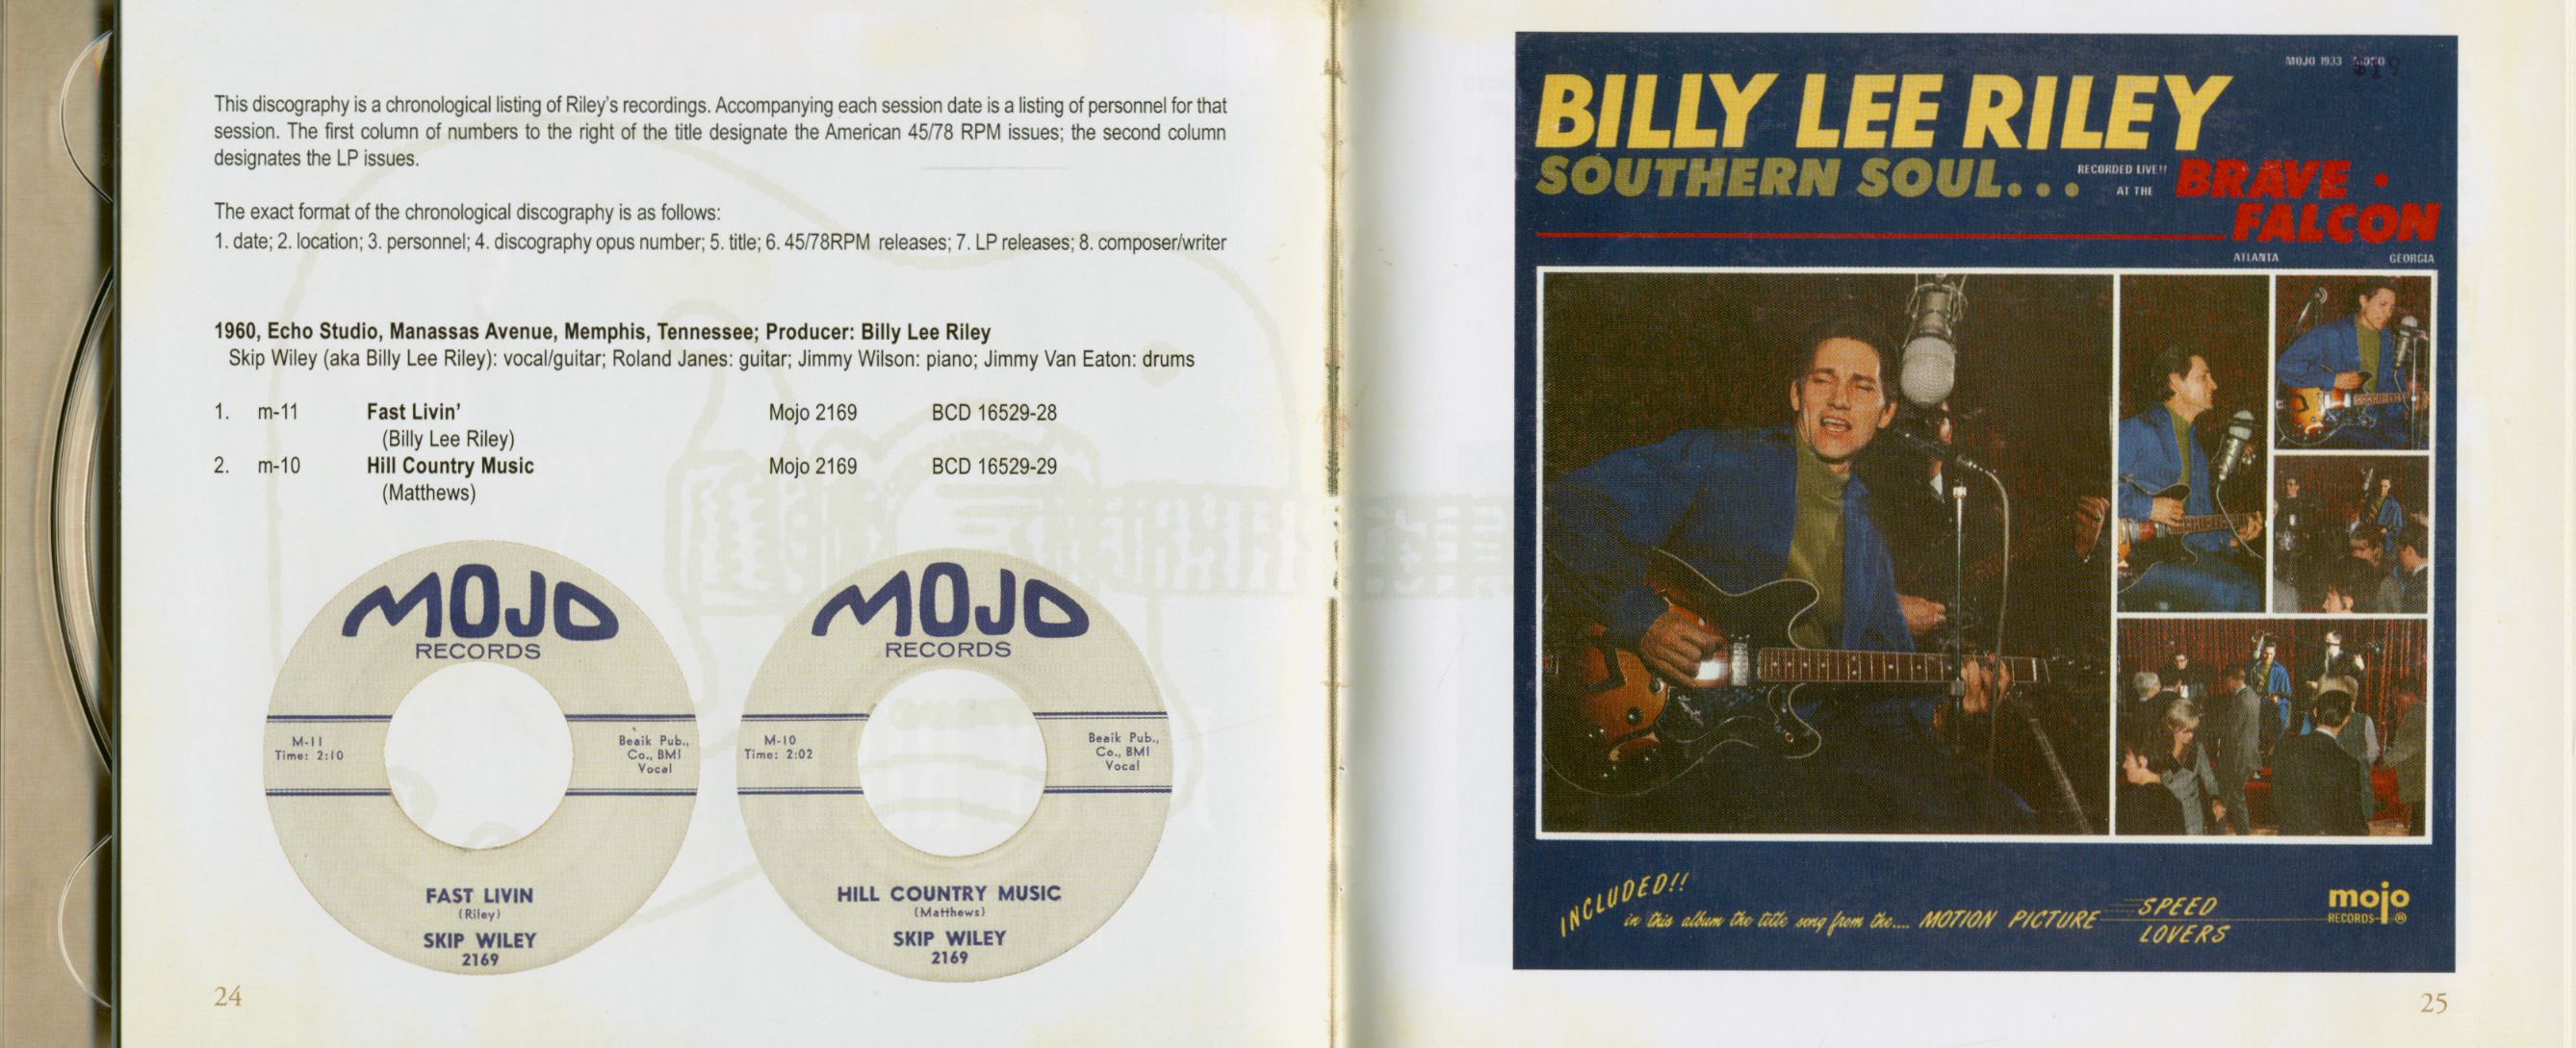 This discography is a chronological listing of Riley's recordings. Accompanying each session date is a listing of personnel for that
session. The first column of numbers to the right of the title designate the American 45/78 RPM issues; the second column
designates the LP issues.
The exact format of the chronological discography is as follows:
1. date; 2. location; 3. personnel; 4. discography opus number; 5. title; 6. 45/78RPM releases; 7. LP releases; 8. composer/writer
1960, Echo Studio, Manassas Avenue, Memphis, Tennessee; Producer: Billy Lee Riley
Skip Wiley (aka Billy Lee Riley): vocal/guitar; Roland Janes: guitar; Jimmy Wilson: piano; Jimmy Van Eaton: drums
1. m-11 Fast Livin' Mojo 2169 BCD 16529-28
(Billy Lee Riley)
2. m-10 Hill Country Music Mojo 2169 BCD 16529-29
(Matthews)
MOJO
RECORDS
M-11
Time: 2:10
Beaik Pub.,
Co., BMI
Vocal
FAST LIVIN
(Riley)
SKIP WILEY
2169
MOJO
RECORDS
M-10
Time: 2:02
Beaik Pub.,
Co., BMI
Vocal
HILL COUNTRY MUSIC
(Matthews)
SKIP WILEY
2169
24
MOJO 1933
BILLY LEE RILEY
SOUTHERN SOUL...
RECORDED LIVE!!
AT THE
BRAVE •
FALCON
ATLANTA GEORGIA
INCLUDED!!
in this album the title song from the.... MOTION PICTURE
SPEED
LOVERS
mojo
RECORDS ®
25